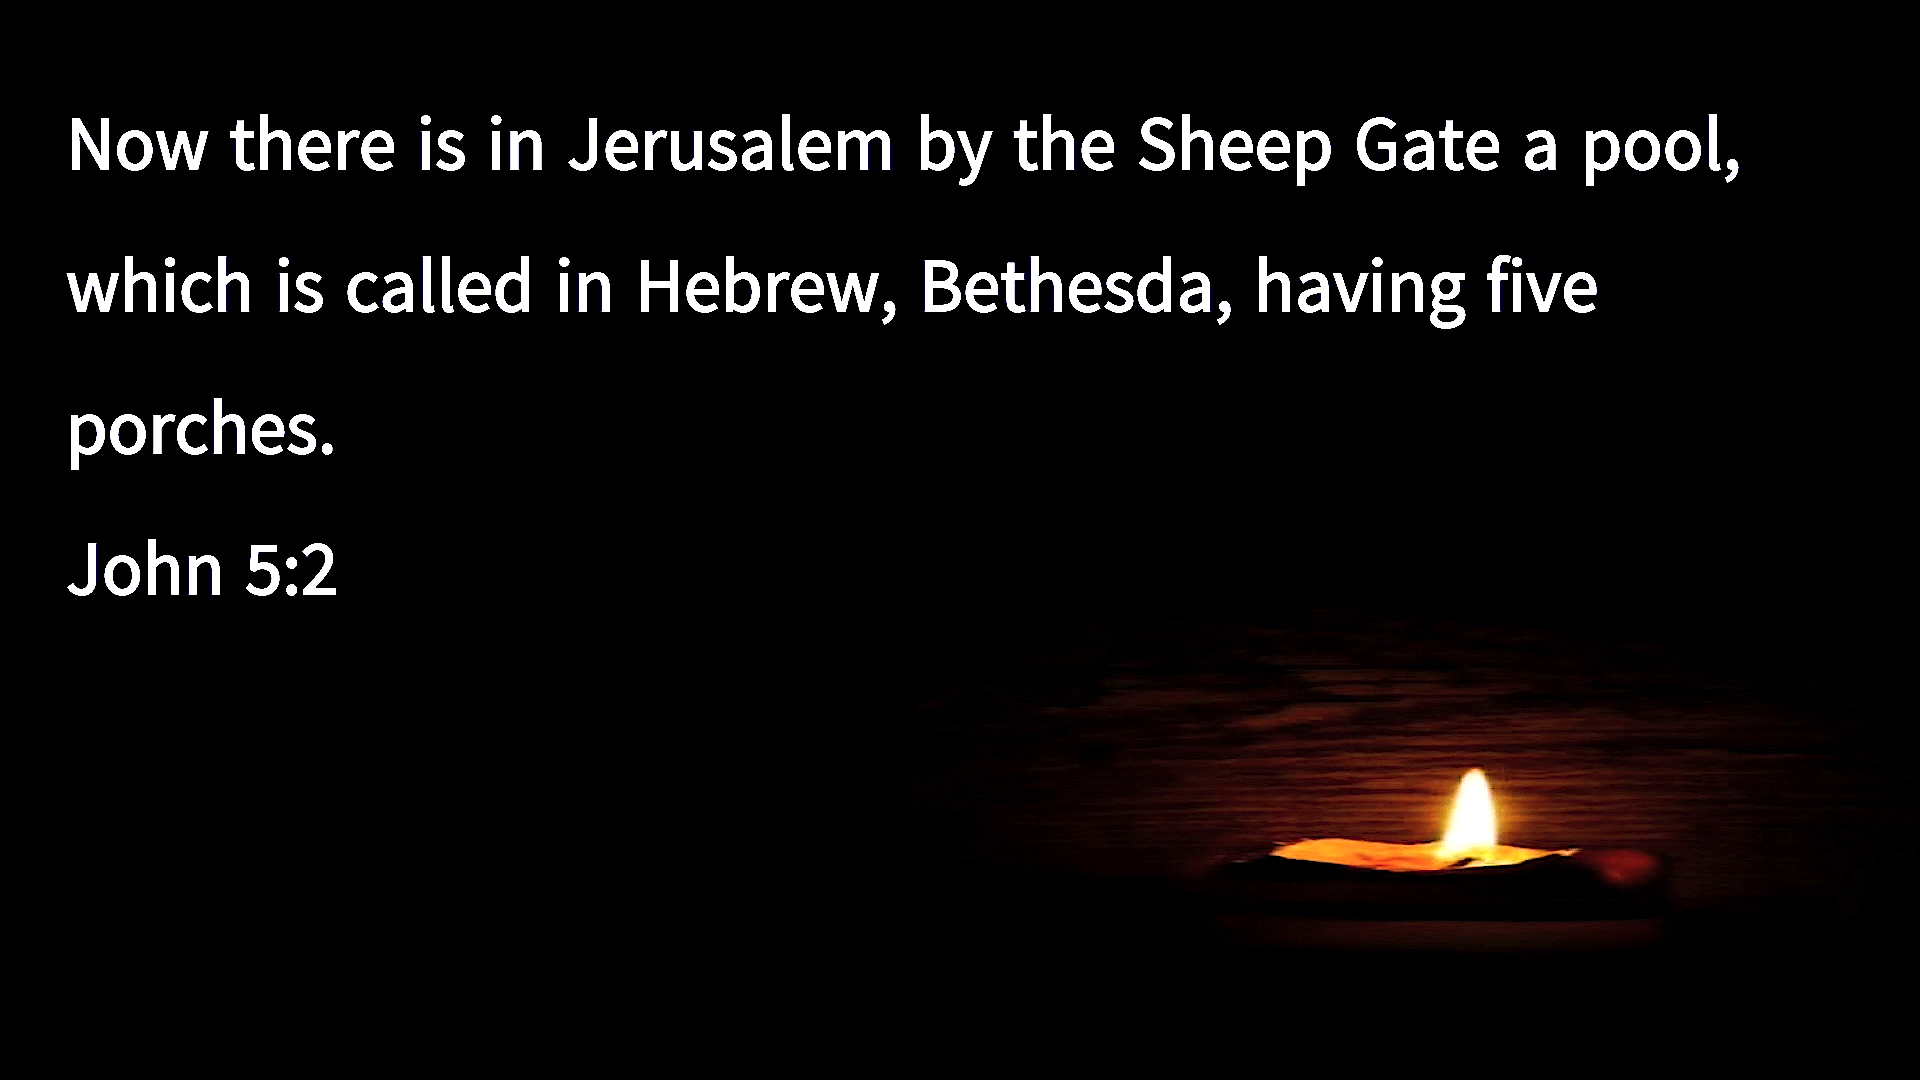 Now there is in Jerusalem by the Sheep Gate a pool,
which is called in Hebrew, Bethesda, having five
porches.
John 5:2